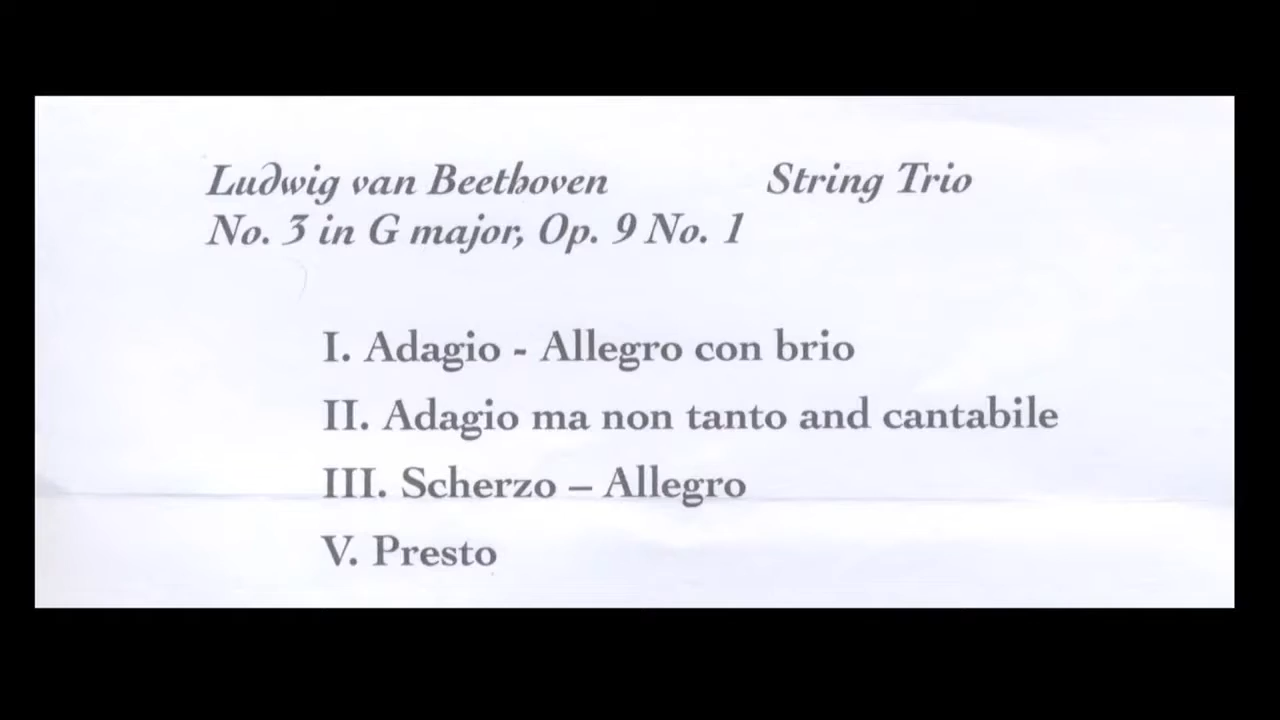 Ludwig van Beethoven String Trio
No. 3 in G major, Op. 9 No. 1
I. Adagio - Allegro con brio
II. Adagio ma non tanto and cantabile
III. Scherzo – Allegro
V. Presto